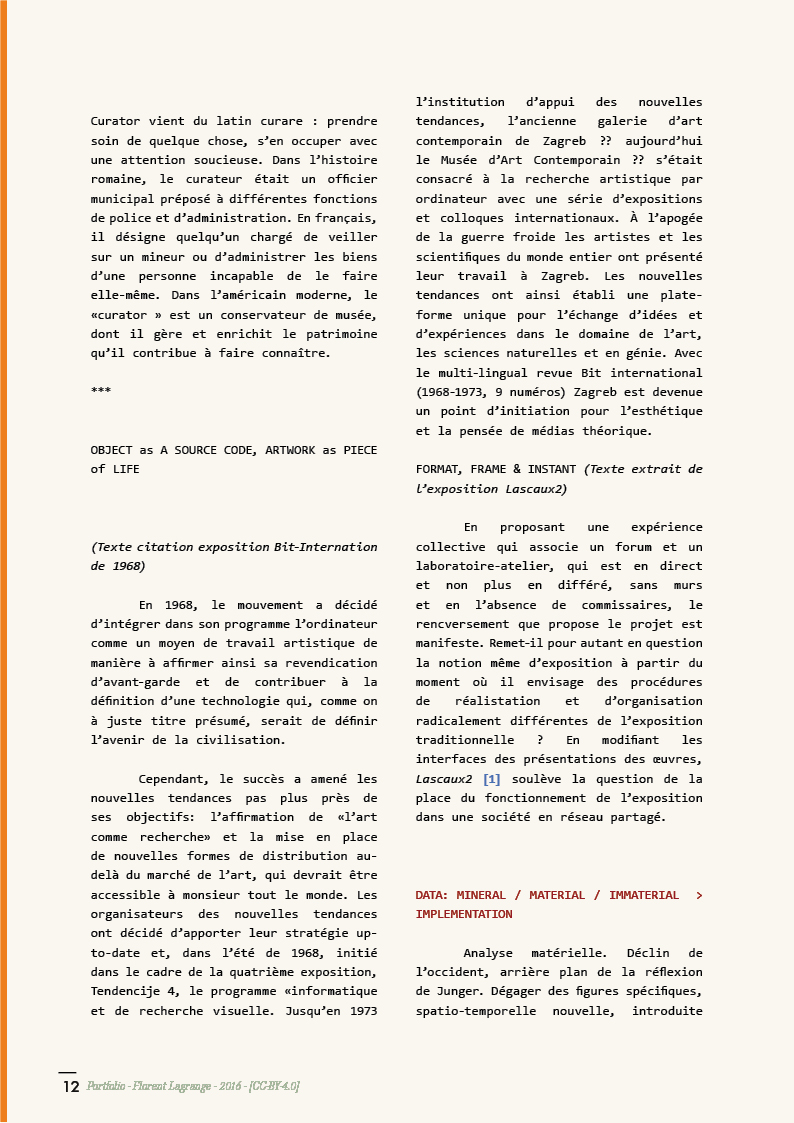 Curator vient du latin curare : prendre
soin de quelque chose, s’en occuper avec
une attention soucieuse. Dans l’histoire
romaine, le curateur était un officier
municipal préposé à différentes fonctions
de police et d’administration. En français,
il désigne quelqu’un chargé de veiller
sur un mineur ou d’administrer les biens
d’une personne incapable de le faire
elle-même. Dans l’américain moderne, le
«curator » est un conservateur de musée,
dont il gère et enrichit le patrimoine
qu’il contribue à faire connaître.
***
OBJECT as A SOURCE CODE, ARTWORK as PIECE
of LIFE
(Texte citation exposition Bit-Internation
de 1968)
En 1968, le mouvement a décidé
d’intégrer dans son programme l’ordinateur
comme un moyen de travail artistique de
manière à affirmer ainsi sa revendication
d’avant-garde et de contribuer à la
définition d’une technologie qui, comme on
à juste titre présumé, serait de définir
l’avenir de la civilisation.
Cependant, le succès a amené les
nouvelles tendances pas plus près de
ses objectifs: l’affirmation de «l’art
comme recherche» et la mise en place
de nouvelles formes de distribution au-
delà du marché de l’art, qui devrait être
accessible à monsieur tout le monde. Les
organisateurs des nouvelles tendances
ont décidé d’apporter leur stratégie up-
to-date et, dans l’été de 1968, initié
dans le cadre de la quatrième exposition,
Tendencije 4, le programme «informatique
et de recherche visuelle. Jusqu’en 1973
l’institution d’appui des nouvelles
tendances, l’ancienne galerie d’art
contemporain de Zagreb ?? aujourd’hui
le Musée d’Art Contemporain ?? s’était
consacré à la recherche artistique par
ordinateur avec une série d’expositions
et colloques internationaux. À l’apogée
de la guerre froide les artistes et les
scientifiques du monde entier ont présenté
leur travail à Zagreb. Les nouvelles
tendances ont ainsi établi une plate-
forme unique pour l’échange d’idées et
d’expériences dans le domaine de l’art,
les sciences naturelles et en génie. Avec
le multi-lingual revue Bit international
(1968-1973, 9 numéros) Zagreb est devenue
un point d’initiation pour l’esthétique
et la pensée de médias théorique.
FORMAT, FRAME & INSTANT (Texte extrait de
l’exposition Lascaux2)
En proposant une expérience
collective qui associe un forum et un
laboratoire-atelier, qui est en direct
et non plus en différé, sans murs
et en l’absence de commissaires, le
rencversement que propose le projet est
manifeste. Remet-il pour autant en question
la notion même d’exposition à partir du
moment où il envisage des procédures
de réalistation et d’organisation
radicalement différentes de l’exposition
traditionnelle ? En modifiant les
interfaces des présentations des œuvres,
Lascaux2 [1] soulève la question de la
place du fonctionnement de l’exposition
dans une société en réseau partagé.
DATA: MINERAL / MATERIAL / IMMATERIAL >
IMPLEMENTATION
Analyse matérielle. Déclin de
l’occident, arrière plan de la réflexion
de Junger. Dégager des figures spécifiques,
spatio-temporelle nouvelle, introduite
12 Portfolio - Florent Lagrange - 2016 - [CC-BY-4.0]